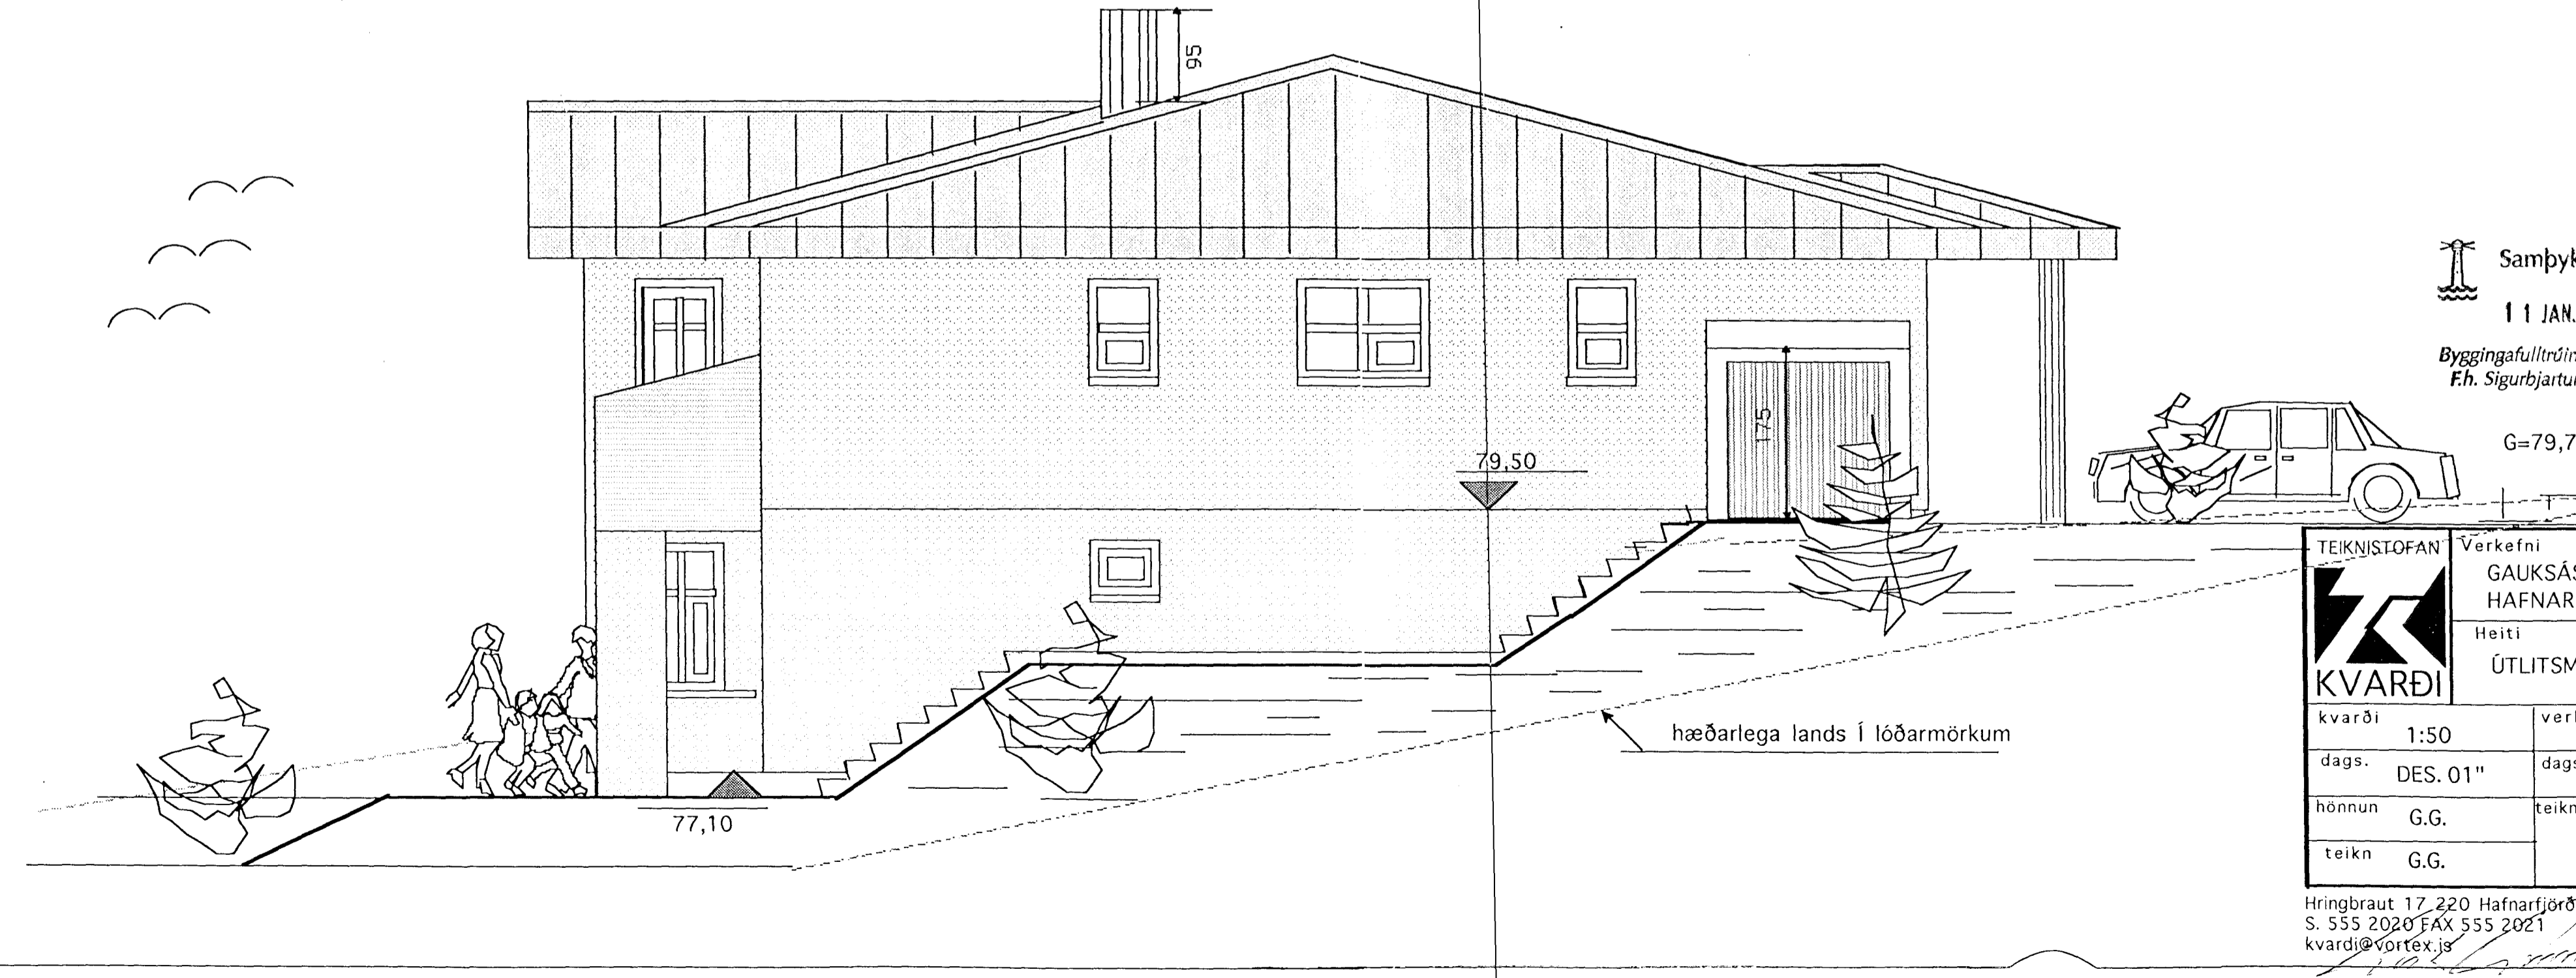 95
Samþyk
11 JAN.
Byggingafulltrúin
F.h. Sigurbjartur
175
G=79,7
79,50
TEIKNISTOFAN
KVARÐI
Verkefni
GAUKSÁS
HAFNAR
Heiti
ÚTLITSM
hæðarlega lands Í lóðarmörkum
kvarði
1:50
verk
dags.
DES. 01"
dags
77,10
hönnun
G.G.
teikn
teikn
G.G.
Hringbraut 17 220 Hafnarfjörð
S. 555 2020 FAX 555 2021
kvardi@vortex.is